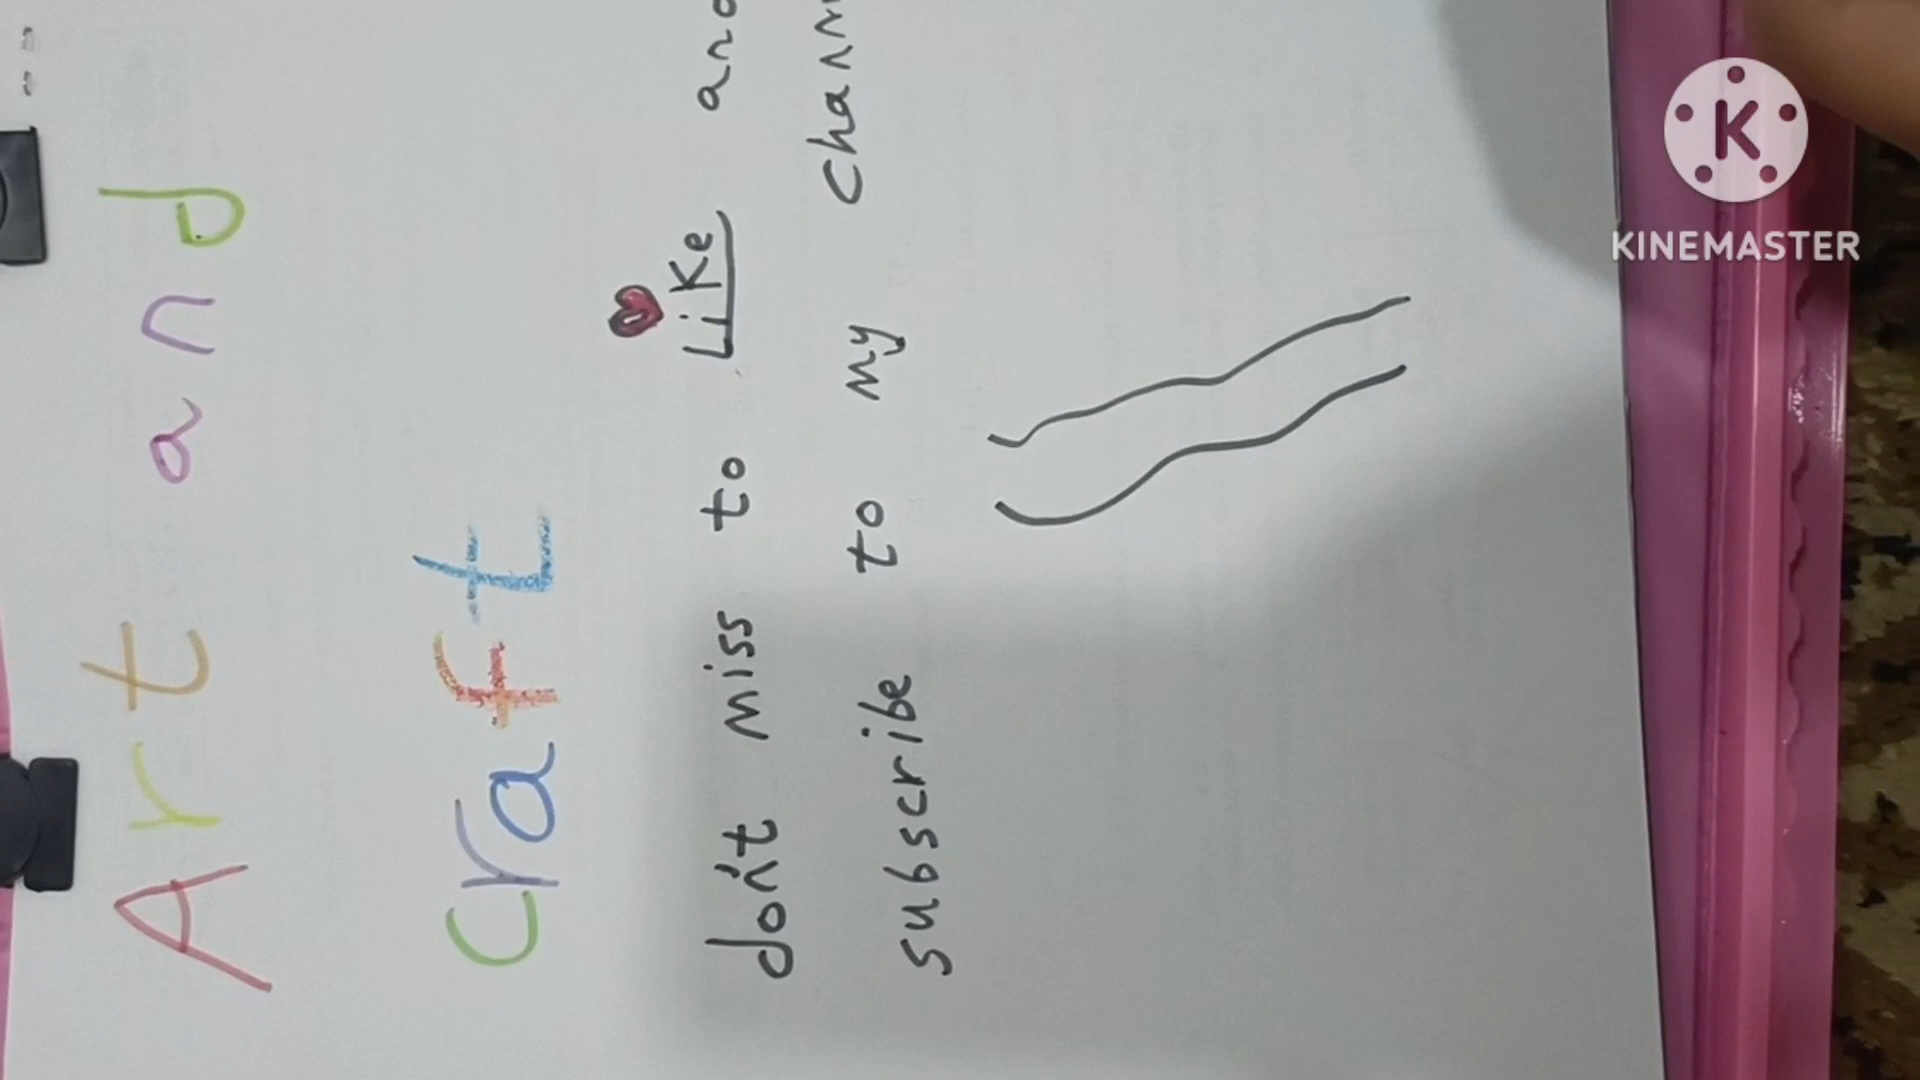 Art and
craft
don't miss to Like and
subscribe to my chann
KINEMASTER